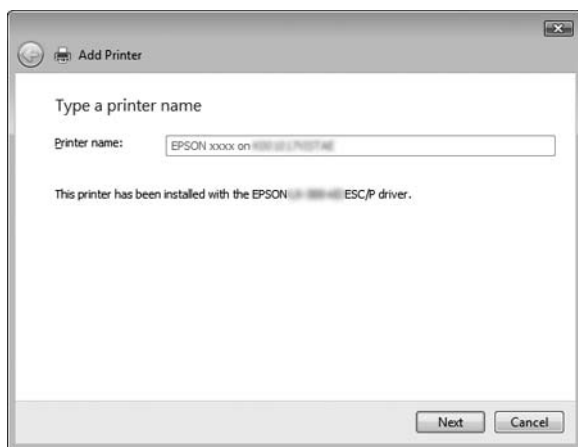 Add Printer
Type a printer name
Printer name:
EPSON xxxx on
This printer has been installed with the EPSON ESC/P driver.
Next
Cancel